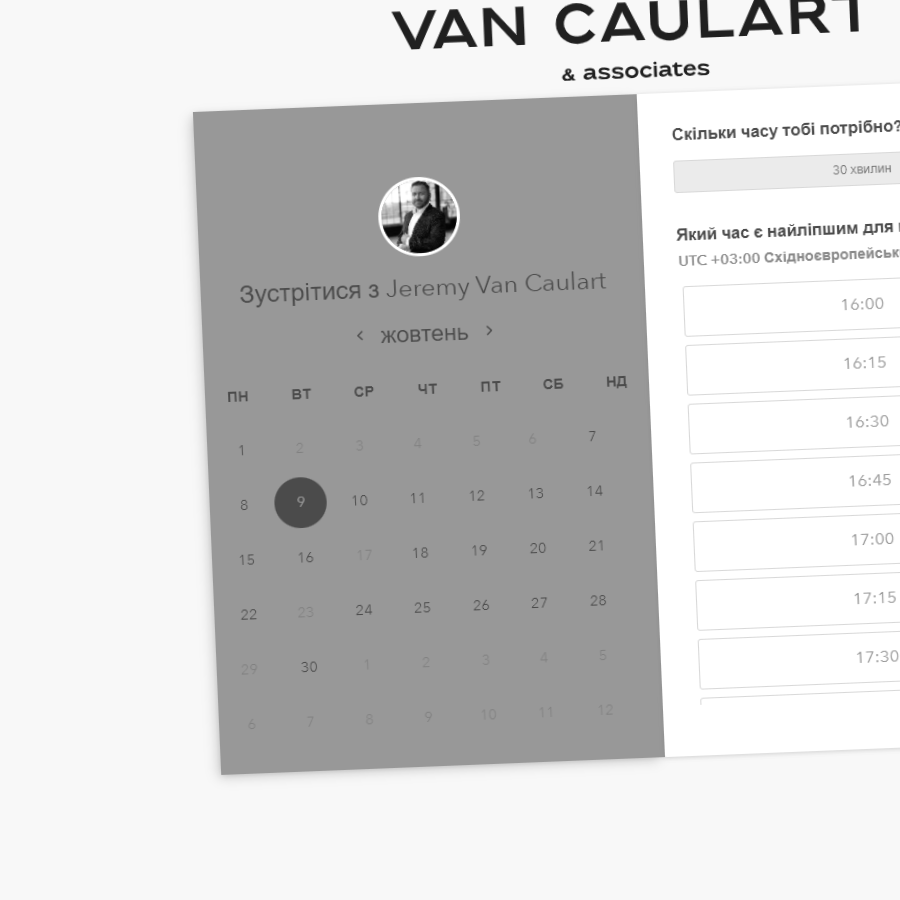 VAN CAULART
& associates
Зустрітися з Jeremy Van Caulart
‹ жовтень ›
ПН ВТ СР ЧТ ПТ СБ НД
1 2 3 4 5 6 7
8 9 10 11 12 13 14
15 16 17 18 19 20 21
22 23 24 25 26 27 28
29 30 1 2 3 4 5
6 7 8 9 10 11 12
Скільки часу тобі потрібно?
30 хвилин
Який час є найліпшим для
UTC +03:00
16:00
16:15
16:30
16:45
17:00
17:15
17:30